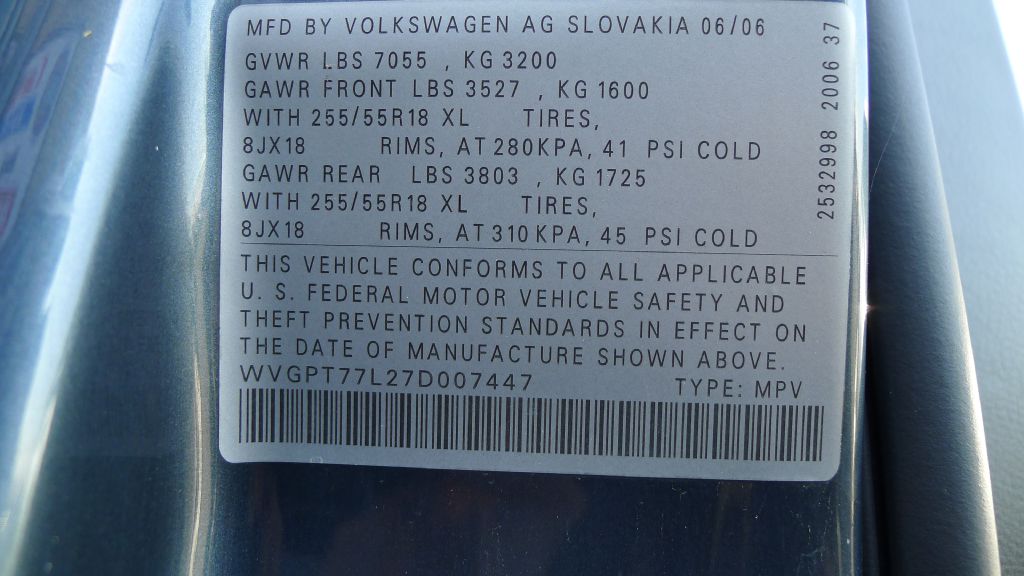 MFD BY VOLKSWAGEN AG SLOVAKIA 06/06
GVWR LBS 7055 , KG 3200
GAWR FRONT LBS 3527 , KG 1600
WITH 255/55R18 XL TIRES,
8JX18 RIMS, AT 280KPA, 41 PSI COLD
GAWR REAR LBS 3803 , KG 1725
WITH 255/55R18 XL TIRES,
8JX18 RIMS, AT 310 KPA, 45 PSI COLD
THIS VEHICLE CONFORMS TO ALL APPLICABLE
U. S. FEDERAL MOTOR VEHICLE SAFETY AND
THEFT PREVENTION STANDARDS IN EFFECT ON
THE DATE OF MANUFACTURE SHOWN ABOVE.
WVGPT77L27D007447 TYPE: MPV
2532998 2006 37